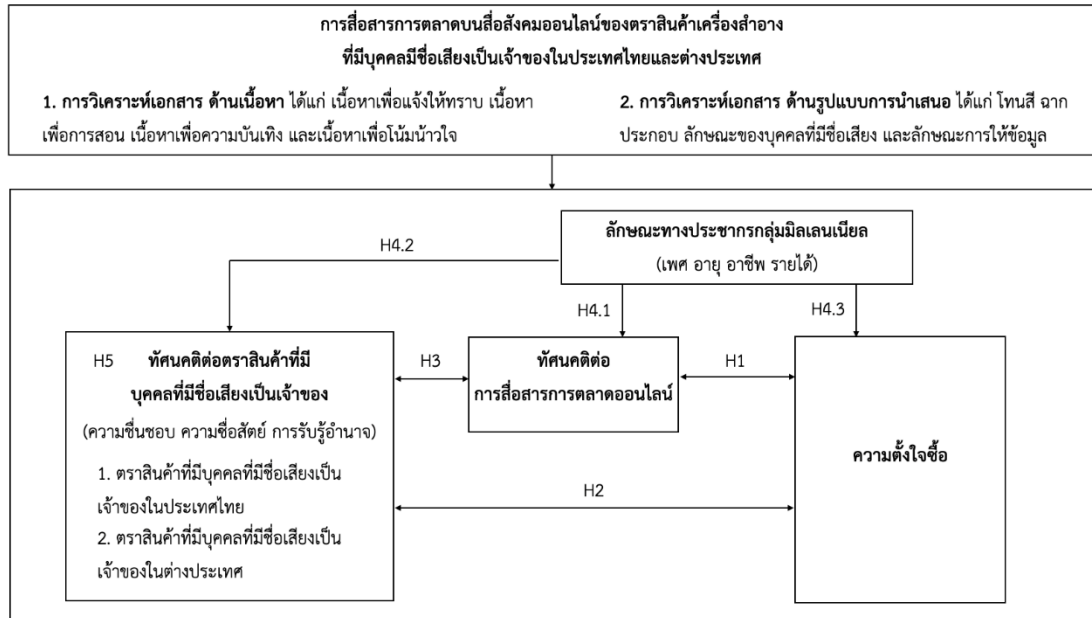 การสื่อสารการตลาดบนสื่อสังคมออนไลน์ของตราสินค้าเครื่องสำอาง
ที่มีบุคคลมีชื่อเสียงเป็นเจ้าของในประเทศไทยและต่างประเทศ
1. การวิเคราะห์เอกสาร ด้านเนื้อหา ได้แก่ เนื้อหาเพื่อแจ้งให้ทราบ เนื้อหา
เพื่อการสอน เนื้อหาเพื่อความบันเทิง และเนื้อหาเพื่อโน้มน้าวใจ
2. การวิเคราะห์เอกสาร ด้านรูปแบบการนำเสนอ ได้แก่ โทนสี ฉาก
ประกอบ ลักษณะของบุคคลที่มีชื่อเสียง และลักษณะการให้ข้อมูล
ลักษณะทางประชากรกลุ่มมิลเลนเนียล
(เพศ อายุ อาชีพ รายได้)
H4.2
H4.1
H4.3
H5 ทัศนคติต่อตราสินค้าที่มี
บุคคลที่มีชื่อเสียงเป็นเจ้าของ
(ความชื่นชอบ ความซื่อสัตย์ การรับรู้อำนาจ)
1. ตราสินค้าที่มีบุคคลที่มีชื่อเสียงเป็น
เจ้าของในประเทศไทย
2. ตราสินค้าที่มีบุคคลที่มีชื่อเสียงเป็น
เจ้าของในต่างประเทศ
H3
ทัศนคติต่อ
การสื่อสารการตลาดออนไลน์
H1
H2
ความตั้งใจซื้อ